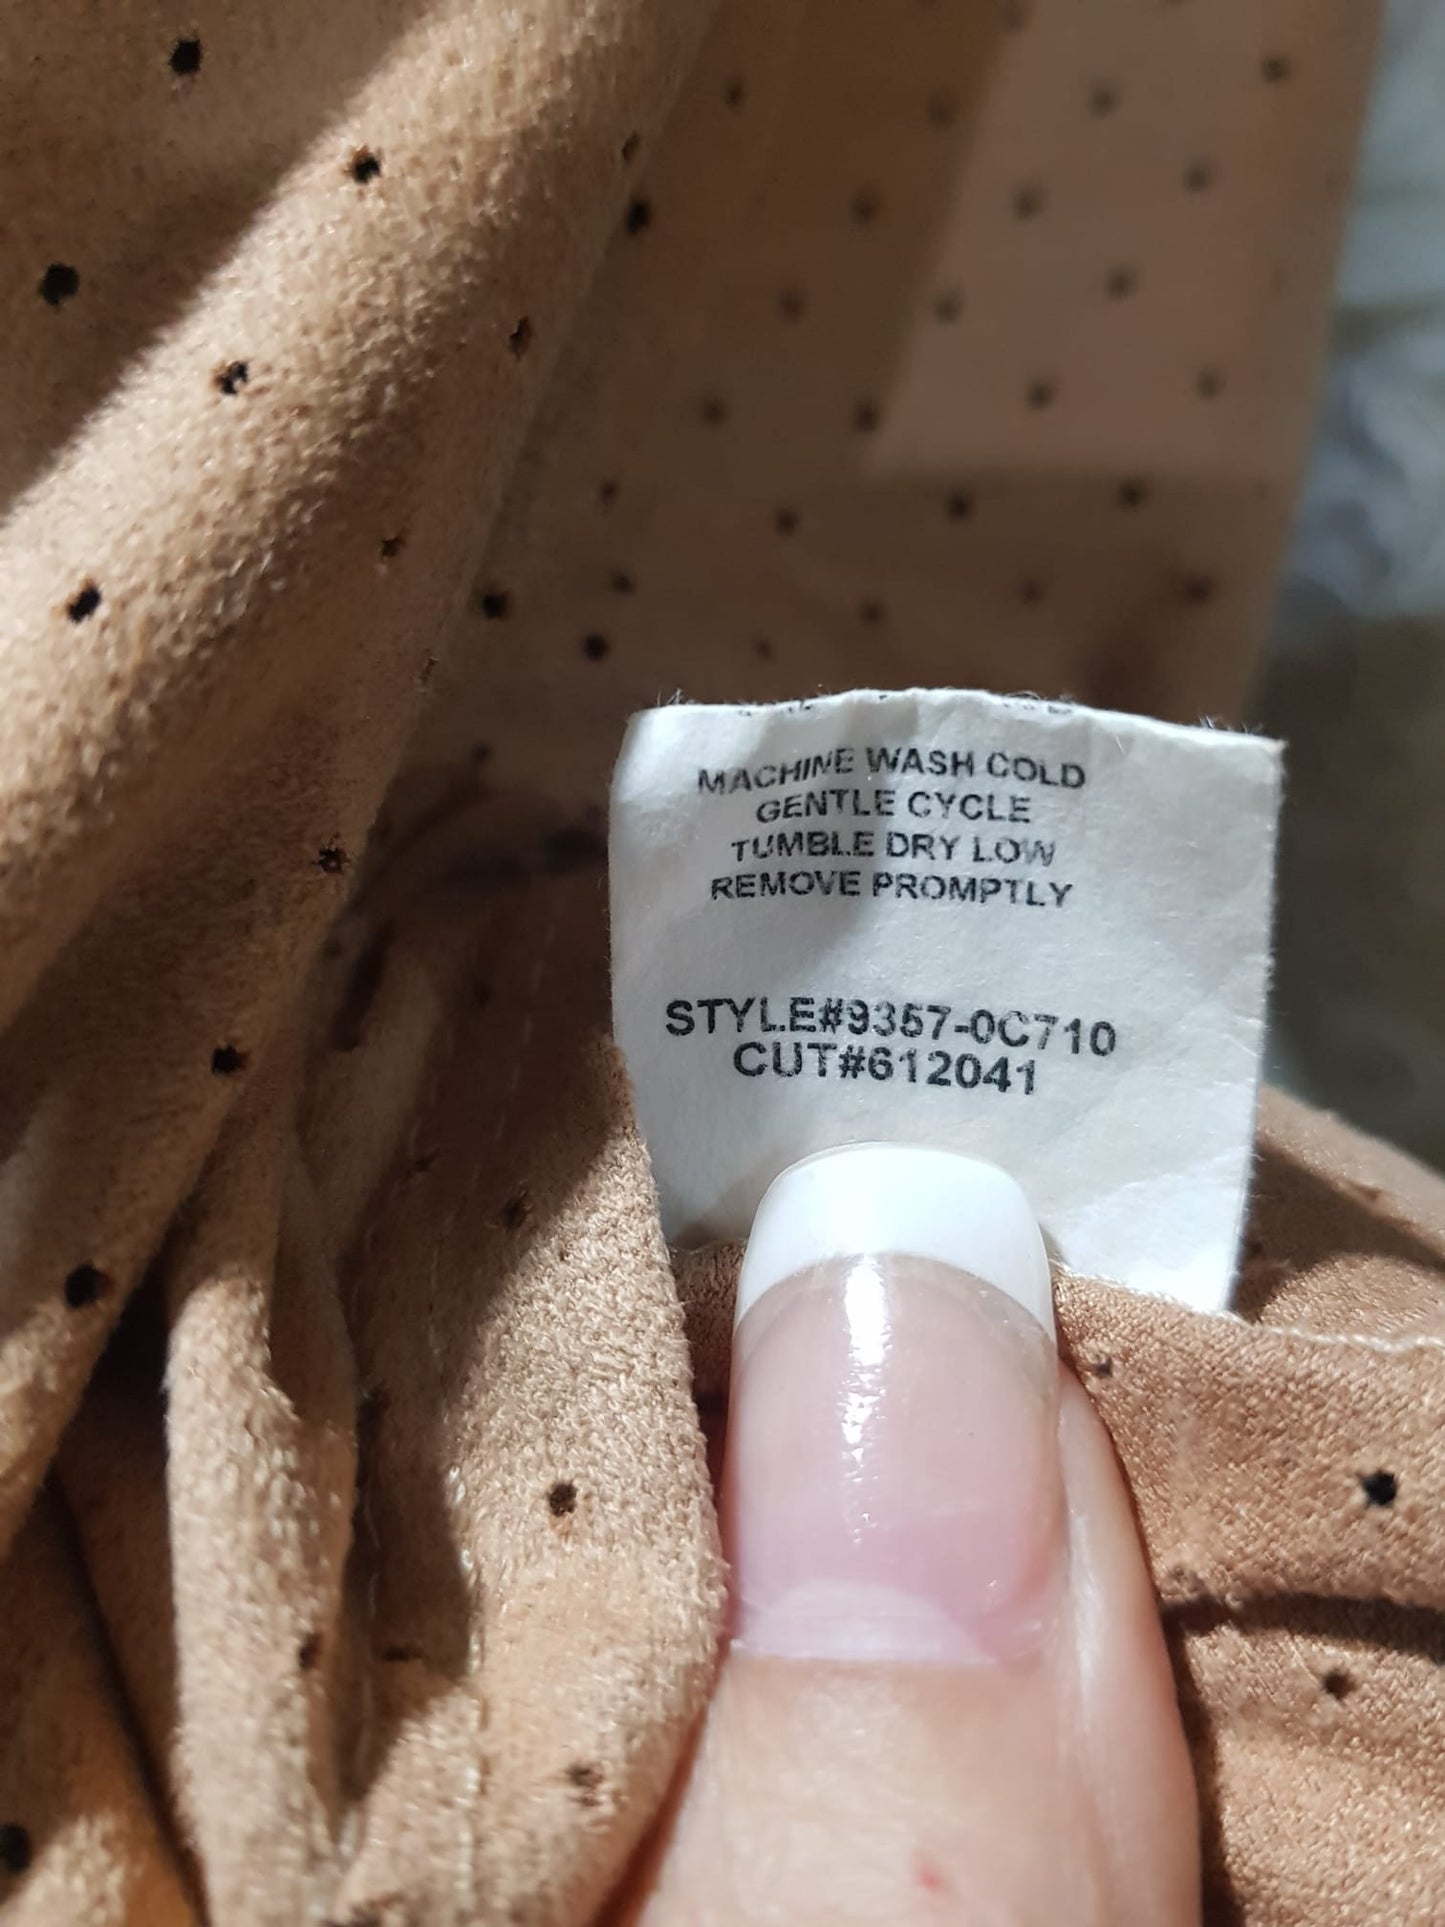 MACHINE WASH COLD
GENTLE CYCLE
TUMBLE DRY LOW
REMOVE PROMPTLY
STYLE#9357-0C710
CUT#612041